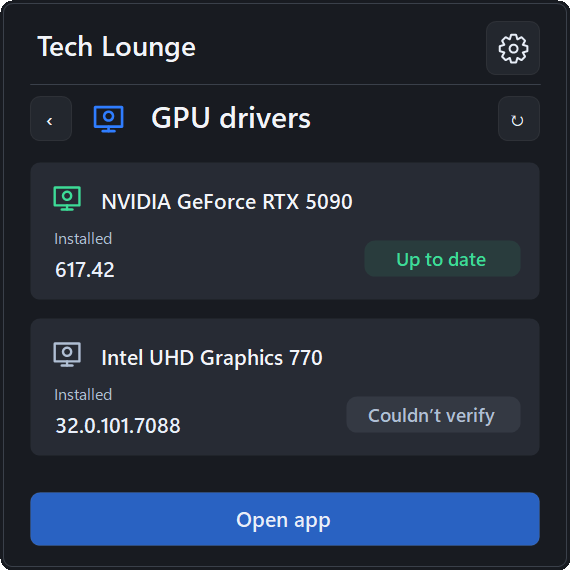 Tech Lounge
GPU drivers
NVIDIA GeForce RTX 5090
Installed
617.42
Up to date
Intel UHD Graphics 770
Installed
32.0.101.7088
Couldn’t verify
Open app